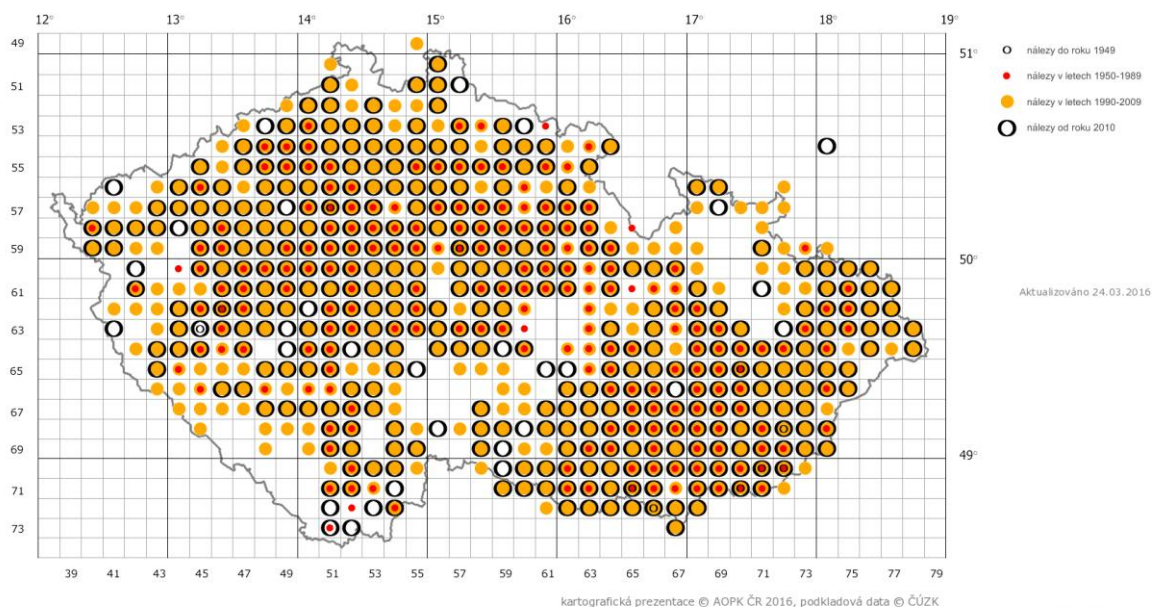 12° 13 14 15 16 17 18 19°
49
51°
nálezy do roku 1949
51
nálezy v letech 1950-1989
nálezy v letech 1990-2009
53
nálezy od roku 2010
55
57
59
50°
61
Aktualizováno 24.03.2016
63
65
67
69
49°
71
73
39 41 43 45 47 49 51 53 55 57 59 61 63 65 67 69 71 73 75 77 79
kartografická prezentace © AOPK ČR 2016, podkladová data © ČÚZK